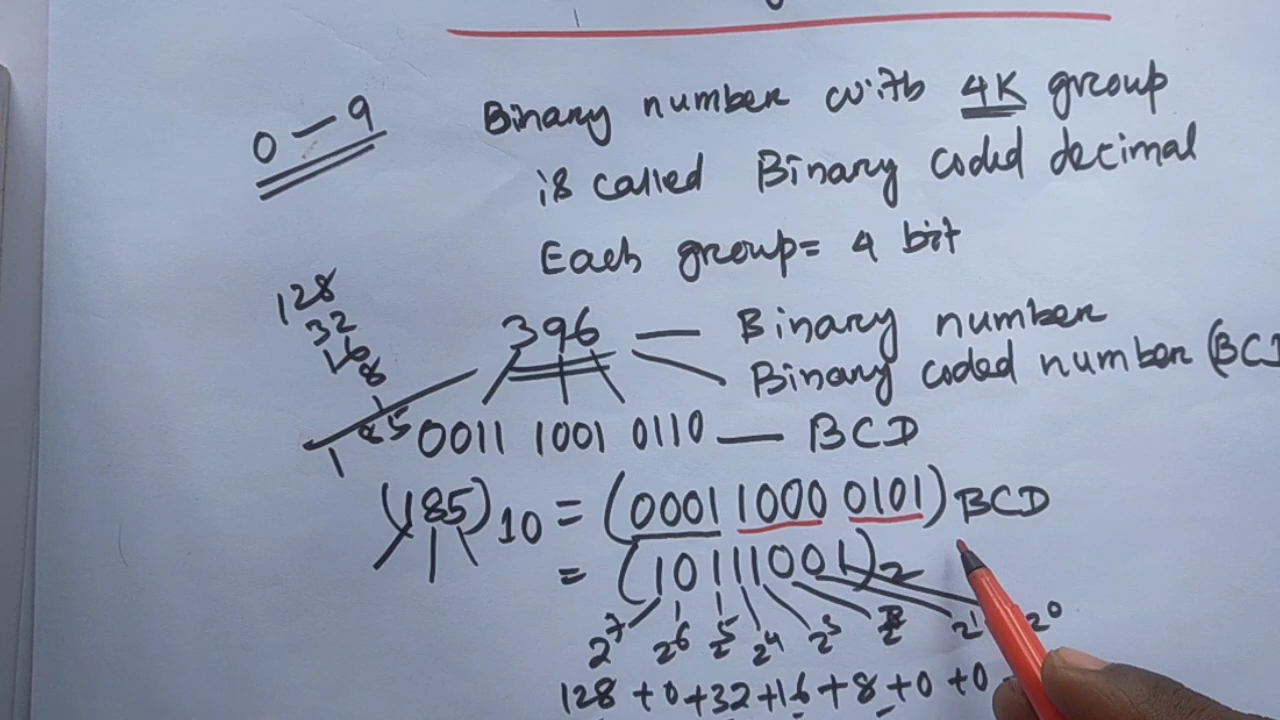 0 – 9
Binary number with 4K group
is called Binary coded decimal
Each group = 4 bit
128
32
16
8
1
185
396 — Binary number
Binary coded number (BCD
0011 1001 0110 — BCD
(185)10 = (0001 1000 0101)BCD
= (10111001)2
2^7 2^6 2^5 2^4 2^3 2^2 2^1 2^0
128 + 0 + 32 + 16 + 8 + 0 + 0